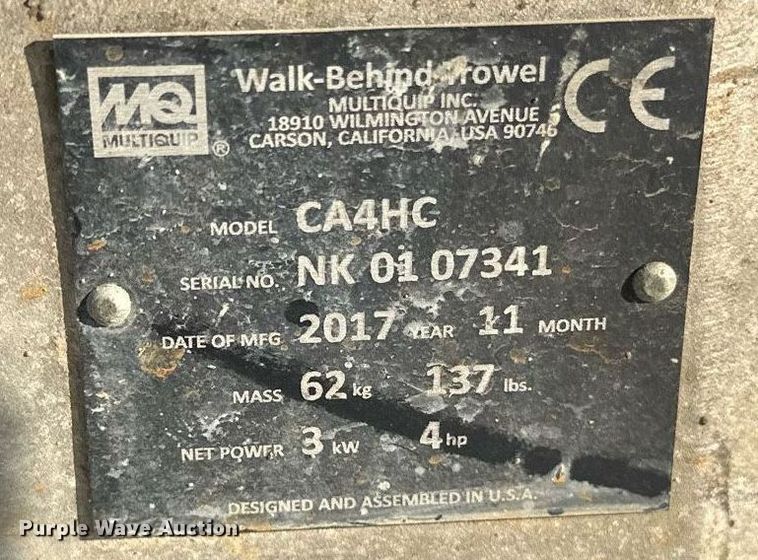 MQ
MULTIQUIP ®
Walk-Behind Trowel
MULTIQUIP INC.
18910 WILMINGTON AVENUE
CARSON, CALIFORNIA, USA 90746
CE
MODEL CA4HC
SERIAL NO. NK 01 07341
DATE OF MFG 2017 YEAR 11 MONTH
MASS 62 kg 137 lbs.
NET POWER 3 kW 4 hp
DESIGNED AND ASSEMBLED IN U.S.A.
Purple Wave Auction